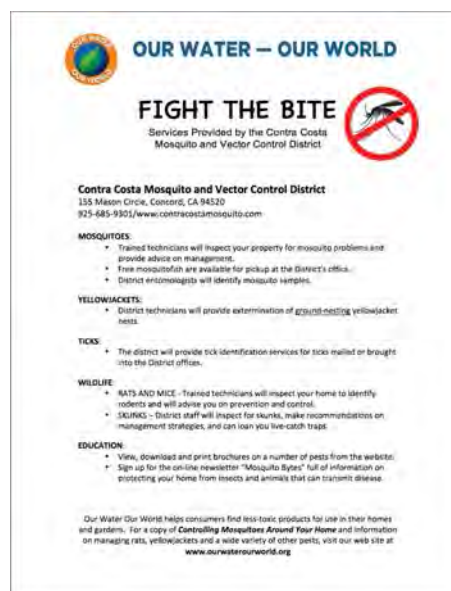 OUR WATER
OUR WORLD
OUR WATER — OUR WORLD
FIGHT THE BITE
Services Provided by the Contra Costa
Mosquito and Vector Control District
Contra Costa Mosquito and Vector Control District
155 Mason Circle, Concord, CA 94520
925-685-9301/www.contracostamosquito.com
MOSQUITOES:
• Trained technicians will inspect your property for mosquito problems and
provide advice on management.
• Free mosquitofish are available for pickup at the District's office.
• District entomologists will identify mosquito samples.
YELLOWJACKETS:
• District technicians will provide extermination of ground-nesting yellowjacket
nests.
TICKS:
• The district will provide tick identification services for ticks mailed or brought
into the District offices.
WILDLIFE:
• RATS AND MICE - Trained technicians will inspect your home to identify
rodents and will advise you on prevention and control.
• SKUNKS – District staff will inspect for skunks, make recommendations on
management strategies, and can loan you live-catch traps.
EDUCATION:
• View, download and print brochures on a number of pests from the website.
• Sign up for the on-line newsletter "Mosquito Bytes" full of information on
protecting your home from insects and animals that can transmit disease.
Our Water Our World helps consumers find less-toxic products for use in their homes
and gardens. For a copy of Controlling Mosquitoes Around Your Home and information
on managing rats, yellowjackets and a wide variety of other pests, visit our web site at
www.ourwaterourworld.org